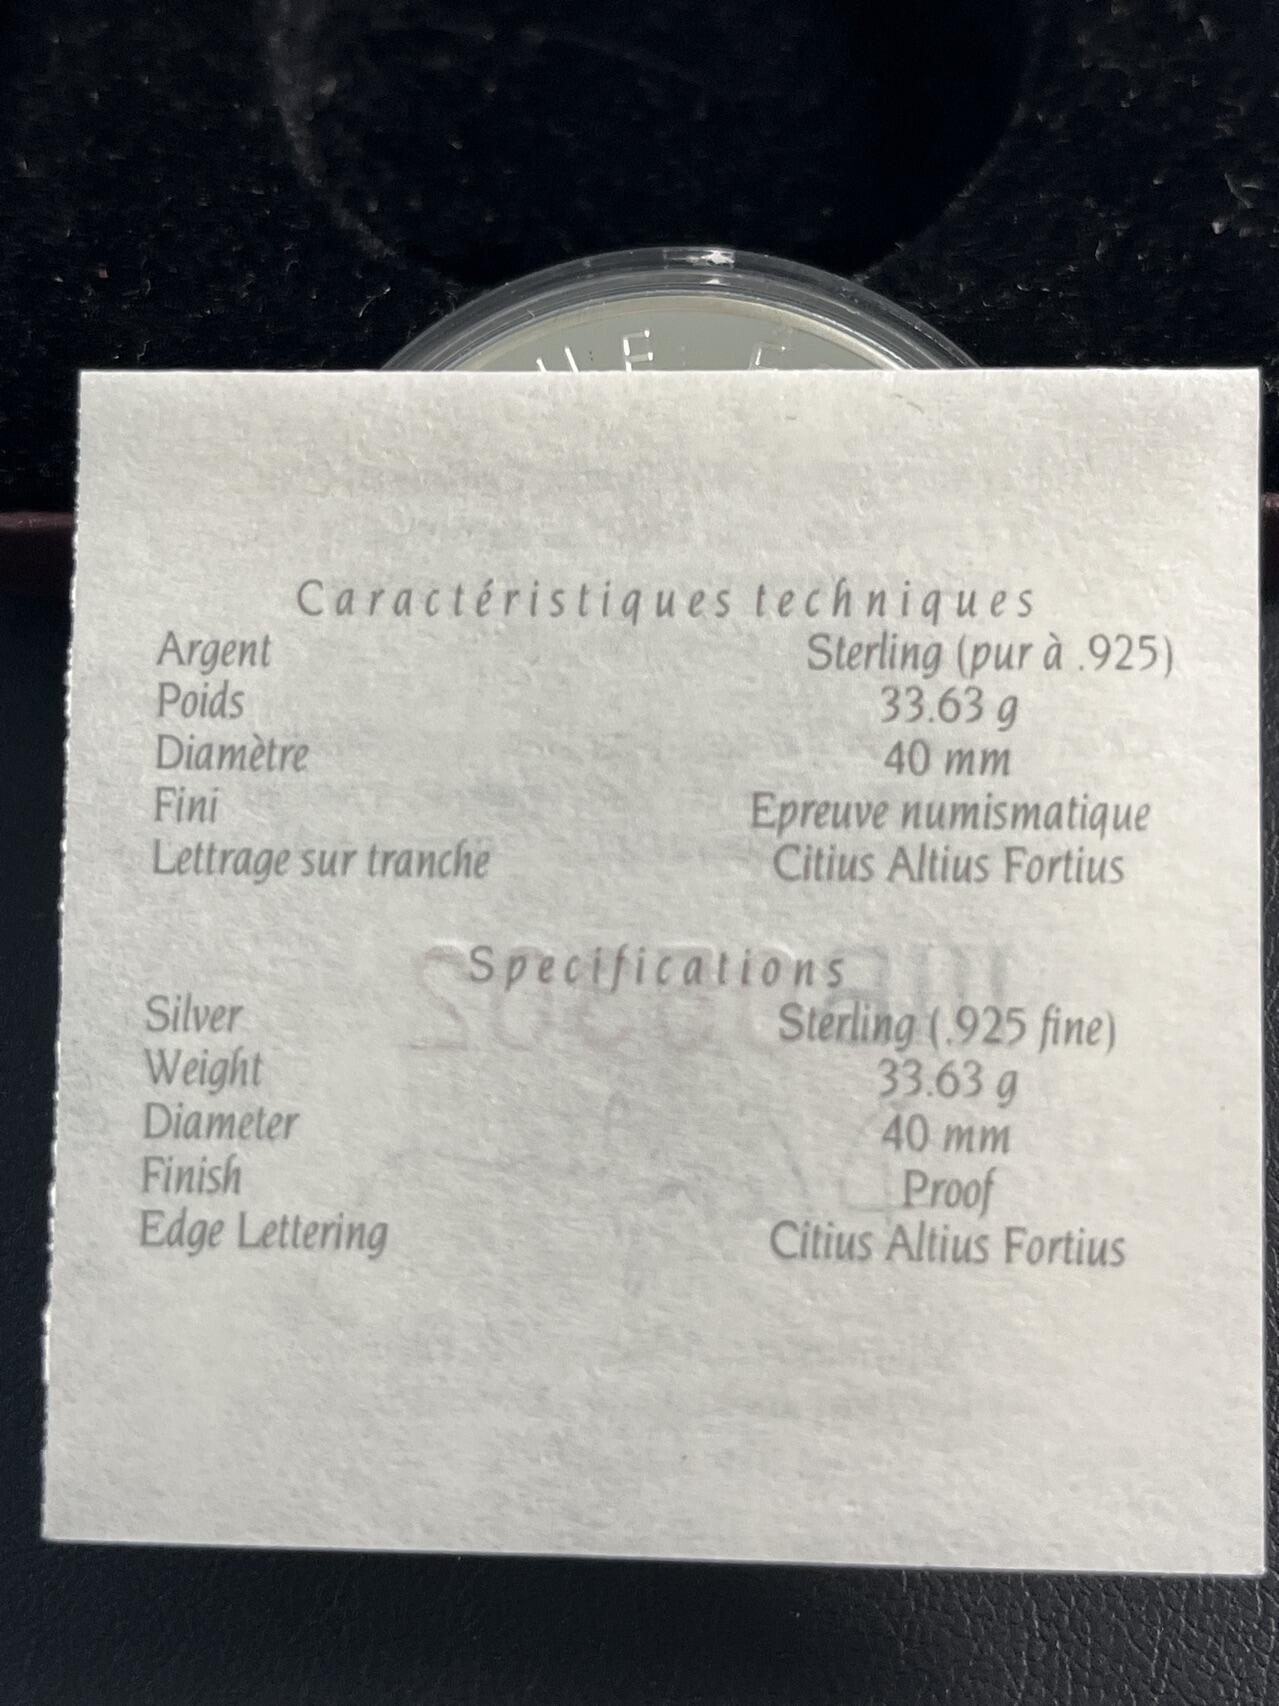 Caractéristiques techniques
Argent Sterling (pur à .925)
Poids 33.63 g
Diamètre 40 mm
Fini Epreuve numismatique
Lettrage sur tranche Citius Altius Fortius
Specifications
Silver Sterling (.925 fine)
Weight 33.63 g
Diameter 40 mm
Finish Proof
Edge Lettering Citius Altius Fortius